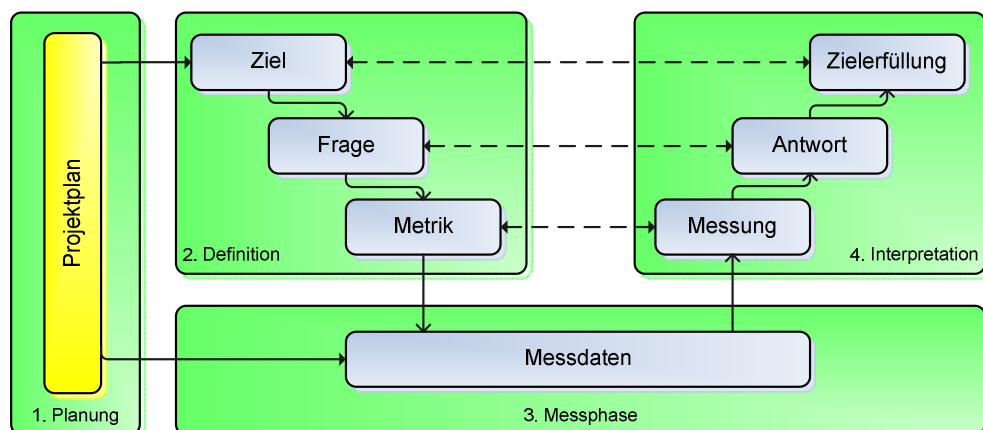 Projektplan
1. Planung
Ziel
Frage
Metrik
2. Definition
Zielerfüllung
Antwort
Messung
4. Interpretation
Messdaten
3. Messphase